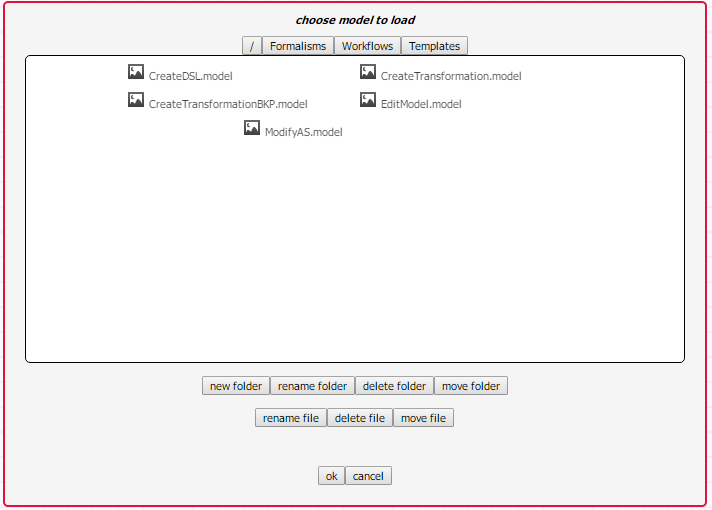 choose model to load
/ Formalisms Workflows Templates
CreateDSL.model CreateTransformation.model
CreateTransformationBKP.model EditModel.model
ModifyAS.model
new folder rename folder delete folder move folder
rename file delete file move file
ok cancel